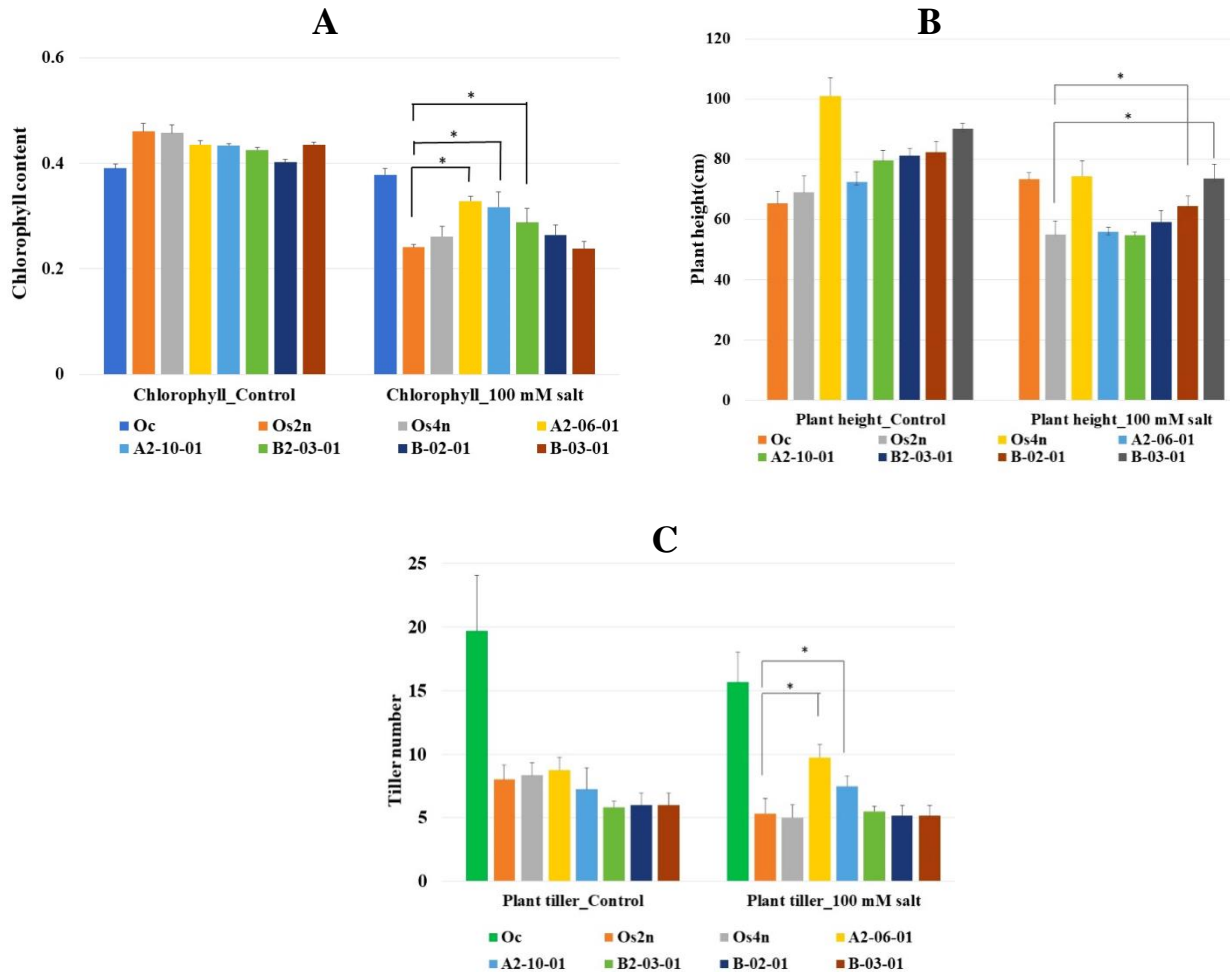 A
Chlorophyll content
0.6
0.4
0.2
0
*
*
*
Chlorophyll_Control
Chlorophyll_100 mM salt
Oc
Os2n
Os4n
A2-06-01
A2-10-01
B2-03-01
B-02-01
B-03-01
B
Plant height(cm)
120
100
80
60
40
20
0
*
*
Plant height_Control
Plant height_100 mM salt
Oc
Os2n
Os4n
A2-06-01
A2-10-01
B2-03-01
B-02-01
B-03-01
C
Tiller number
25
20
15
10
5
0
*
*
Plant tiller_Control
Plant tiller_100 mM salt
Oc
Os2n
Os4n
A2-06-01
A2-10-01
B2-03-01
B-02-01
B-03-01